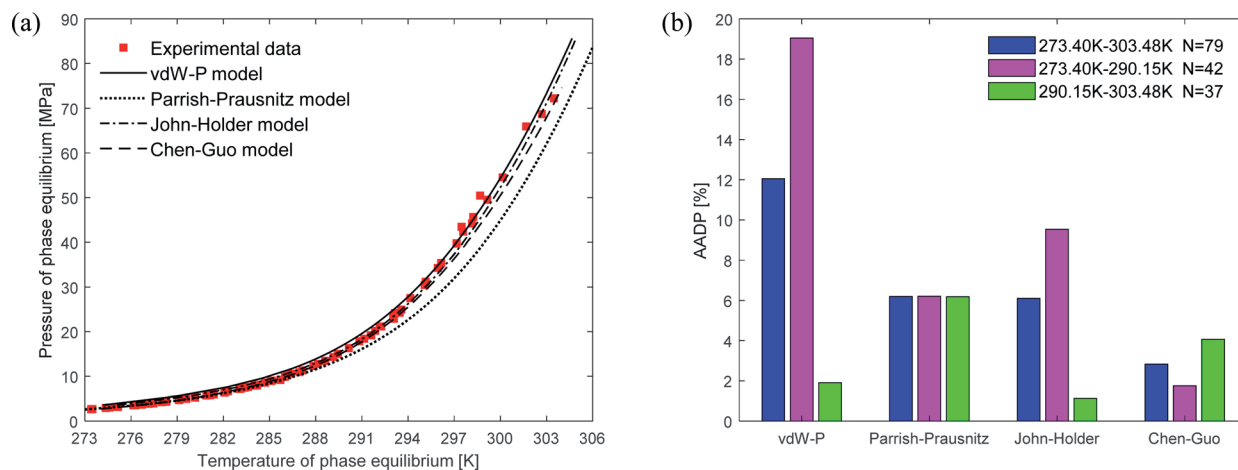 (a)
90
80
70
60
50
40
30
20
10
0
Pressure of phase equilibrium [MPa]
Experimental data
vdW-P model
Parrish-Prausnitz model
John-Holder model
Chen-Guo model
273 276 279 282 285 288 291 294 297 300 303 306
Temperature of phase equilibrium [K]
(b)
20
18
16
14
12
10
8
6
4
2
0
AADP [%]
273.40K-303.48K N=79
273.40K-290.15K N=42
290.15K-303.48K N=37
vdW-P Parrish-Prausnitz John-Holder Chen-Guo